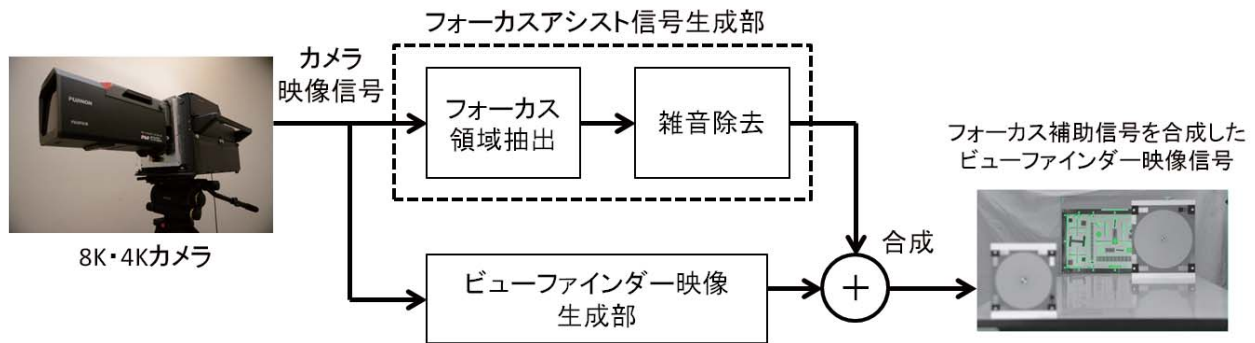 フォーカスアシスト信号生成部
カメラ
映像信号
フォーカス
領域抽出
雑音除去
フォーカス補助信号を合成した
ビューファインダー映像信号
FUJINON
8K・4Kカメラ
合成
ビューファインダー映像
生成部
+